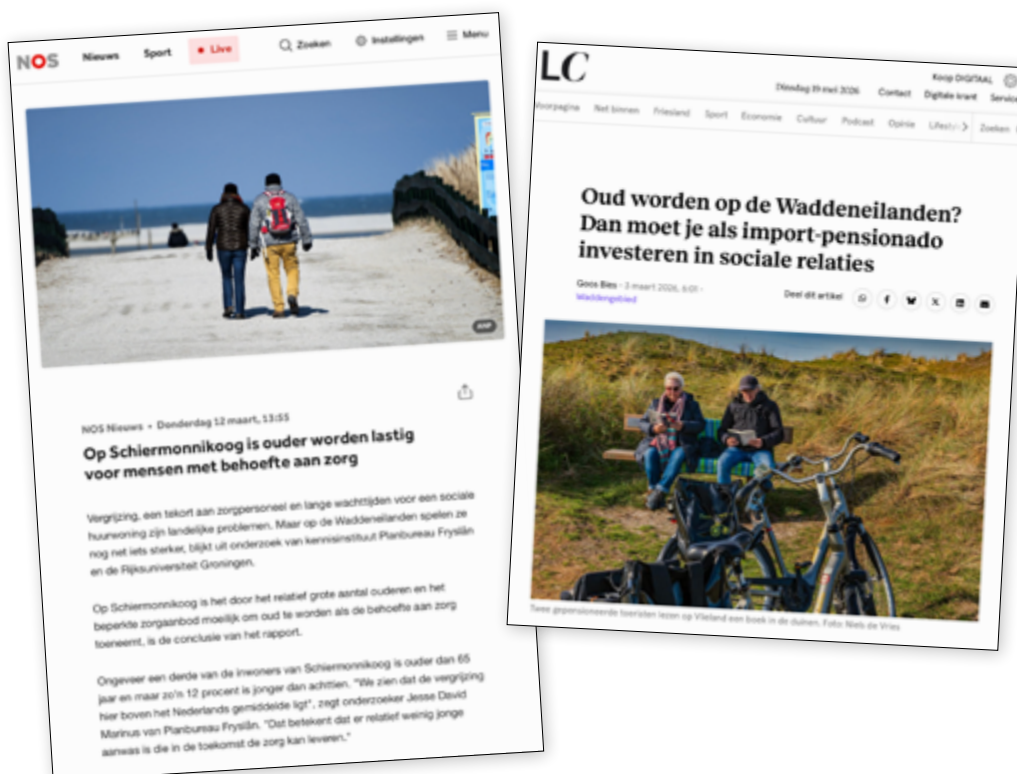 NOS Nieuws Sport Live Zoeken Instellingen Menu
ANP
NOS Nieuws • Donderdag 12 maart, 13:55
Op Schiermonnikoog is ouder worden lastig
voor mensen met behoefte aan zorg
Vergrijzing, een tekort aan zorgpersoneel en lange wachttijden voor een sociale
huurwoning zijn landelijke problemen. Maar op de Waddeneilanden spelen ze
nog net iets sterker, blijkt uit onderzoek van kennisinstituut Planbureau Fryslân
en de Rijksuniversiteit Groningen.
Op Schiermonnikoog is het door het relatief grote aantal ouderen en het
beperkte zorgaanbod moeilijk om oud te worden als de behoefte aan zorg
toeneemt, is de conclusie van het rapport.
Ongeveer een derde van de inwoners van Schiermonnikoog is ouder dan 65
jaar en maar zo'n 12 procent is jonger dan achttien. "We zien dat de vergrijzing
hier boven het Nederlands gemiddelde ligt", zegt onderzoeker Jesse David
Marinus van Planbureau Fryslân. "Dat betekent dat er relatief weinig jonge
aanwas is die in de toekomst de zorg kan leveren."
LC
Koop DIGITAAL
Dinsdag 19 mei 2026 Contact Digitale krant Service
Voorpagina Net binnen Friesland Sport Economie Cultuur Podcast Opinie Lifestyle Zoeken
Oud worden op de Waddeneilanden?
Dan moet je als import-pensionado
investeren in sociale relaties
Goos Bies - 3 maart 2026, 6:01 -
Waddengebied
Deel dit artikel
Twee gepensioneerde toeristen lezen op Vlieland een boek in de duinen. Foto: Niels de Vries